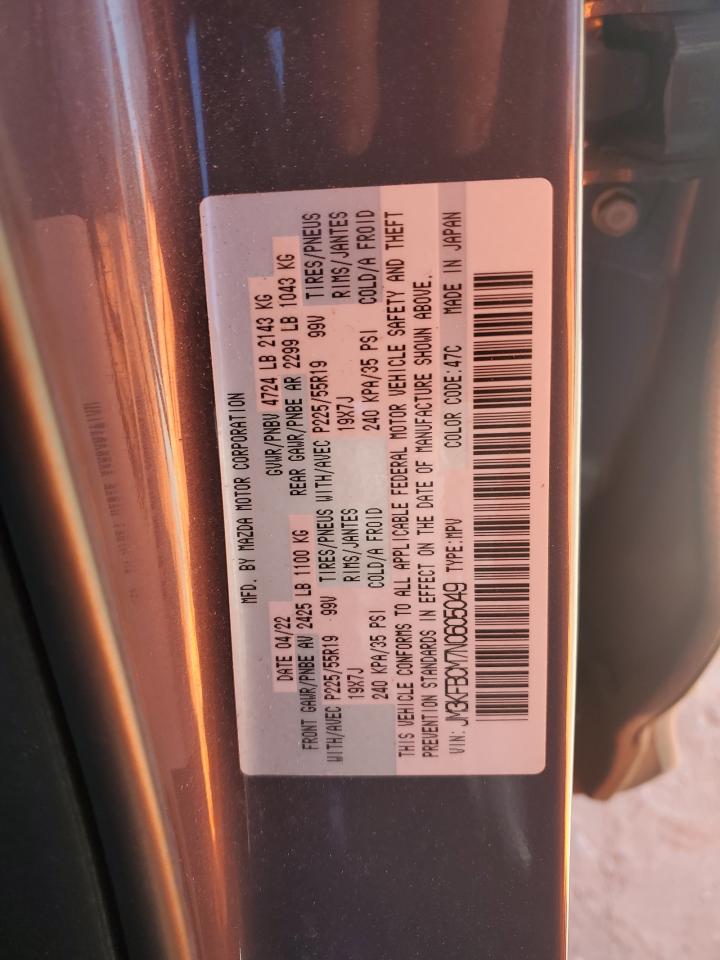 MFD. BY MAZDA MOTOR CORPORATION
DATE 04/22 GVWR/PNBV 4724 LB 2143 KG
FRONT GAWR/PNBE AV 2425 LB 1100 KG REAR GAWR/PNBE AR 2299 LB 1043 KG
WITH/AVEC P225/55R19 99V TIRES/PNEUS WITH/AVEC P225/55R19 99V TIRES/PNEUS
19X7J RIMS/JANTES 19X7J RIMS/JANTES
240 KPA/35 PSI COLD/A FROID 240 KPA/35 PSI COLD/A FROID
THIS VEHICLE CONFORMS TO ALL APPLICABLE FEDERAL MOTOR VEHICLE SAFETY AND THEFT
PREVENTION STANDARDS IN EFFECT ON THE DATE OF MANUFACTURE SHOWN ABOVE.
VIN: JM3KFBCM7N0605049 TYPE:MPV COLOR CODE:47C MADE IN JAPAN